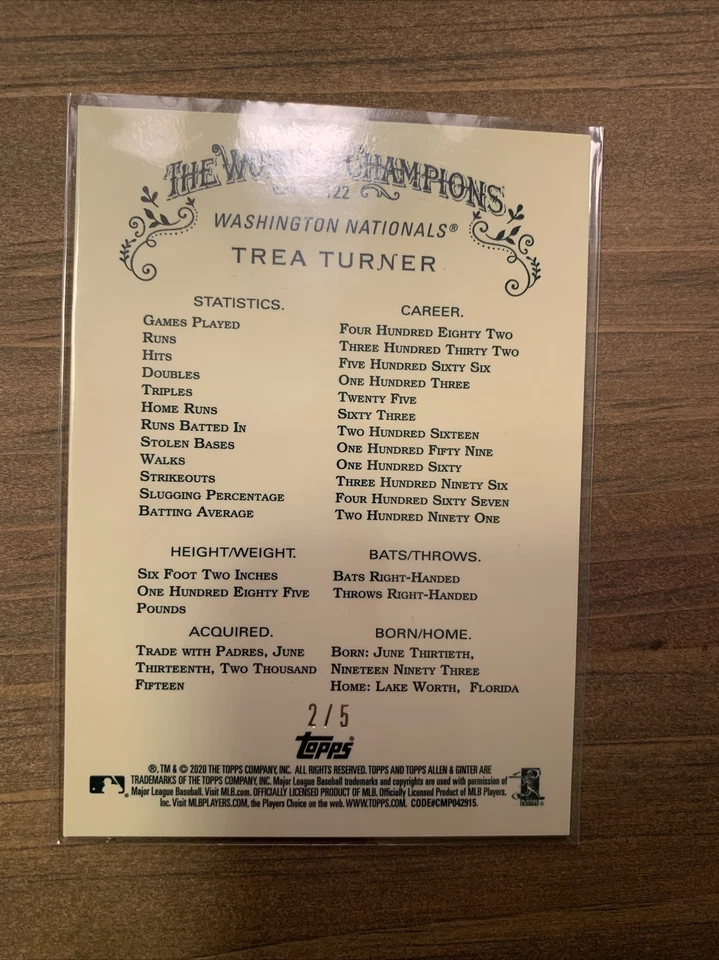 THE CHAMPIONS
22
WASHINGTON NATIONALS®
TREA TURNER
STATISTICS. CAREER.
GAMES PLAYED FOUR HUNDRED EIGHTY TWO
RUNS THREE HUNDRED THIRTY TWO
HITS FIVE HUNDRED SIXTY SIX
DOUBLES ONE HUNDRED THREE
TRIPLES TWENTY FIVE
HOME RUNS SIXTY THREE
RUNS BATTED IN TWO HUNDRED SIXTEEN
STOLEN BASES ONE HUNDRED FIFTY NINE
WALKS ONE HUNDRED SIXTY
STRIKEOUTS THREE HUNDRED NINETY SIX
SLUGGING PERCENTAGE FOUR HUNDRED SIXTY SEVEN
BATTING AVERAGE TWO HUNDRED NINETY ONE
HEIGHT/WEIGHT.
SIX FOOT TWO INCHES
ONE HUNDRED EIGHTY FIVE
POUNDS
BATS/THROWS.
BATS RIGHT-HANDED
THROWS RIGHT-HANDED
ACQUIRED.
TRADE WITH PADRES, JUNE
THIRTEENTH, TWO THOUSAND
FIFTEEN
BORN/HOME.
BORN: JUNE THIRTIETH,
NINETEEN NINETY THREE
HOME: LAKE WORTH, FLORIDA
2/5
Topps®
®, TM & © 2020 THE TOPPS COMPANY, INC. ALL RIGHTS RESERVED. TOPPS AND TOPPS ALLEN & GINTER ARE
TRADEMARKS OF THE TOPPS COMPANY, INC. Major League Baseball trademarks and copyrights are used with permission of
Major League Baseball. Visit MLB.com. OFFICIALLY LICENSED PRODUCT OF MLB. Officially Licensed Product of MLB Players,
Inc. Visit MLBPLAYERS.COM, the Players Choice on the web. WWW.TOPPS.COM. CODE#CMP042915.